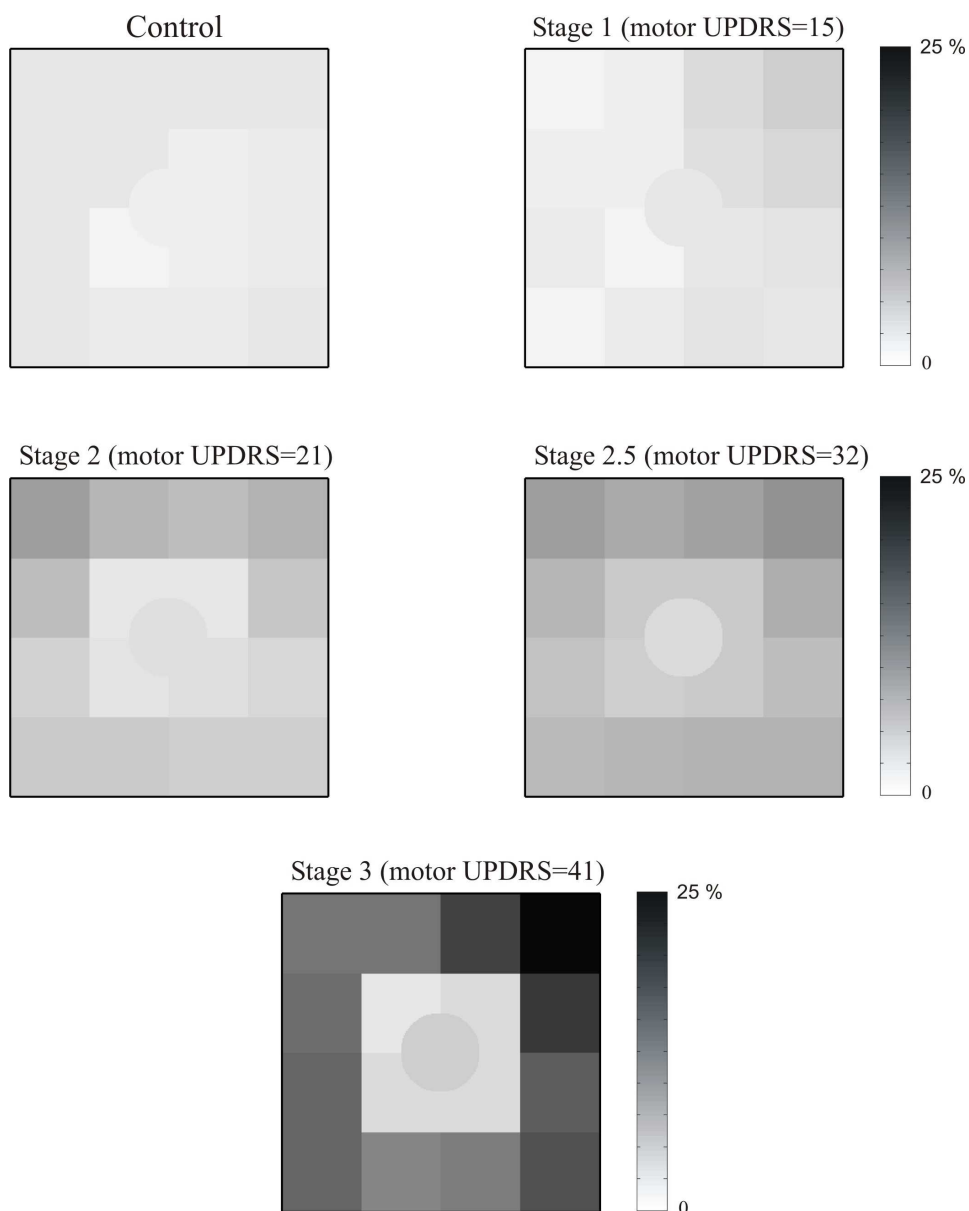 Control
Stage 1 (motor UPDRS=15)
25 %
0
Stage 2 (motor UPDRS=21)
Stage 2.5 (motor UPDRS=32)
25 %
0
Stage 3 (motor UPDRS=41)
25 %
0